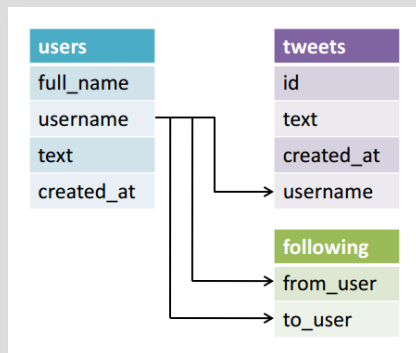 users
full_name
username
text
created_at
tweets
id
text
created_at
username
following
from_user
to_user